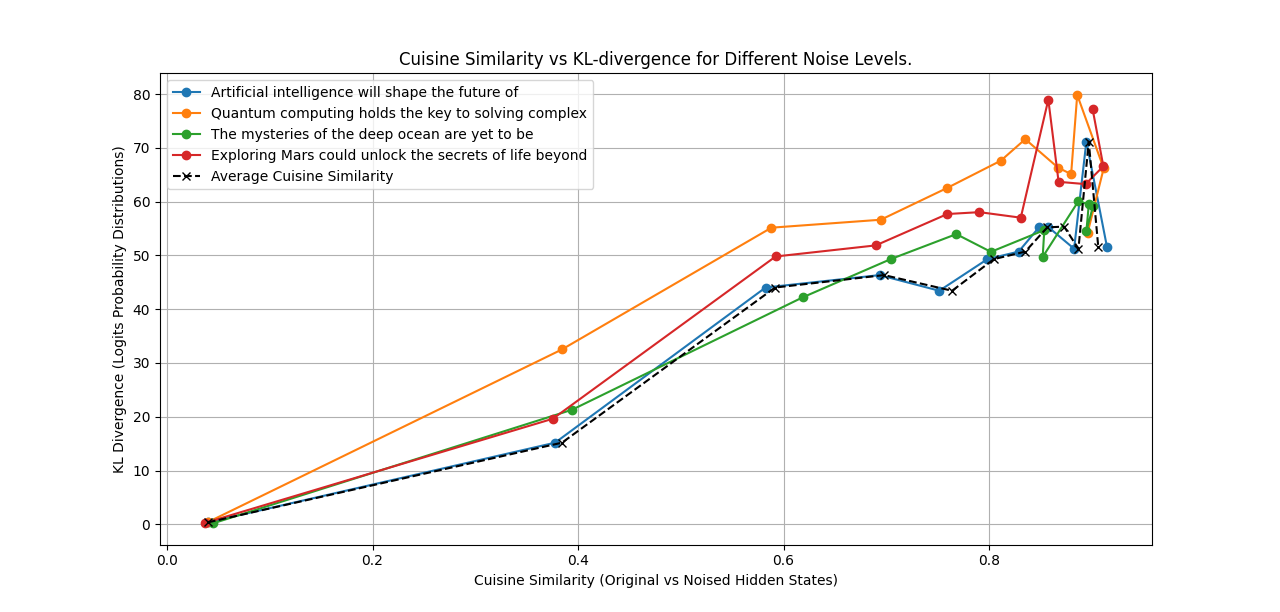 Cuisine Similarity vs KL-divergence for Different Noise Levels.
Artificial intelligence will shape the future of
Quantum computing holds the key to solving complex
The mysteries of the deep ocean are yet to be
Exploring Mars could unlock the secrets of life beyond
Average Cuisine Similarity
KL Divergence (Logits Probability Distributions)
80
70
60
50
40
30
20
10
0
0.0 0.2 0.4 0.6 0.8
Cuisine Similarity (Original vs Noised Hidden States)